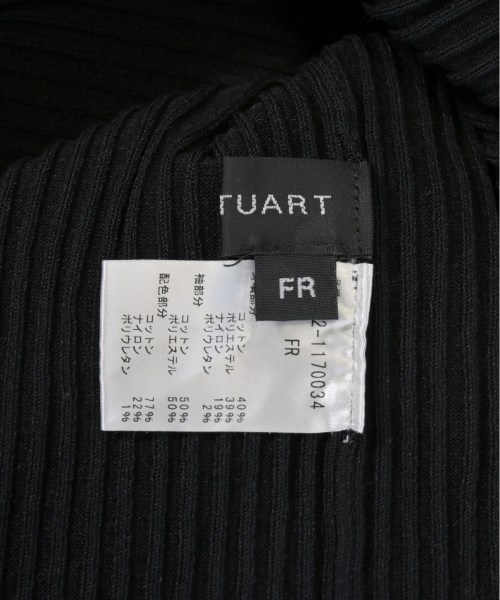 TUART
FR
2-1170034
FR
コットン 40%
ポリエステル 39%
ナイロン 19%
ポリウレタン 2%
袖部分
コットン 50%
ポリエステル 50%
配色部分
コットン 77%
ナイロン 22%
ポリウレタン 1%